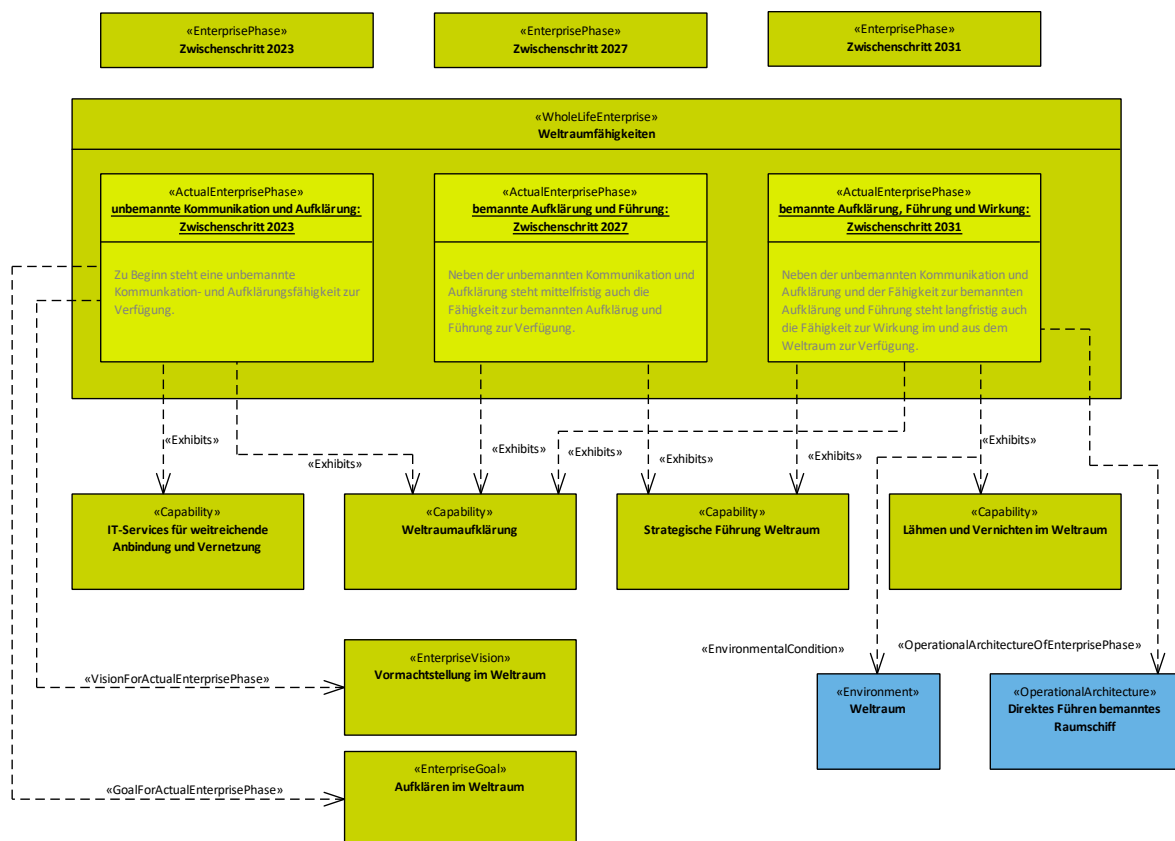 «EnterprisePhase»
Zwischenschritt 2023
«EnterprisePhase»
Zwischenschritt 2027
«EnterprisePhase»
Zwischenschritt 2031
«WholeLifeEnterprise»
Weltraumfähigkeiten
«ActualEnterprisePhase»
unbemannte Kommunikation und Aufklärung:
Zwischenschritt 2023
Zu Beginn steht eine unbemannte
Kommunkation- und Aufklärungsfähigkeit zur
Verfügung.
«ActualEnterprisePhase»
bemannte Aufklärung und Führung:
Zwischenschritt 2027
Neben der unbemannten Kommunikation und
Aufklärung steht mittelfristig auch die
Fähigkeit zur bemannten Aufklärug und
Führung zur Verfügung.
«ActualEnterprisePhase»
bemannte Aufklärung, Führung und Wirkung:
Zwischenschritt 2031
Neben der unbemannten Kommunikation und
Aufklärung und der Fähigkeit zur bemannten
Aufklärung und Führung steht langfristig auch
die Fähigkeit zur Wirkung im und aus dem
Weltraum zur Verfügung.
«Exhibits»
«Exhibits»
«Exhibits»
«Exhibits»
«Exhibits»
«Exhibits»
«Exhibits»
«Capability»
IT-Services für weitreichende
Anbindung und Vernetzung
«Capability»
Weltraumaufklärung
«Capability»
Strategische Führung Weltraum
«Capability»
Lähmen und Vernichten im Weltraum
«EnvironmentalCondition»
«OperationalArchitectureOfEnterprisePhase»
«VisionForActualEnterprisePhase»
«EnterpriseVision»
Vormachtstellung im Weltraum
«Environment»
Weltraum
«OperationalArchitecture»
Direktes Führen bemanntes
Raumschiff
«GoalForActualEnterprisePhase»
«EnterpriseGoal»
Aufklären im Weltraum